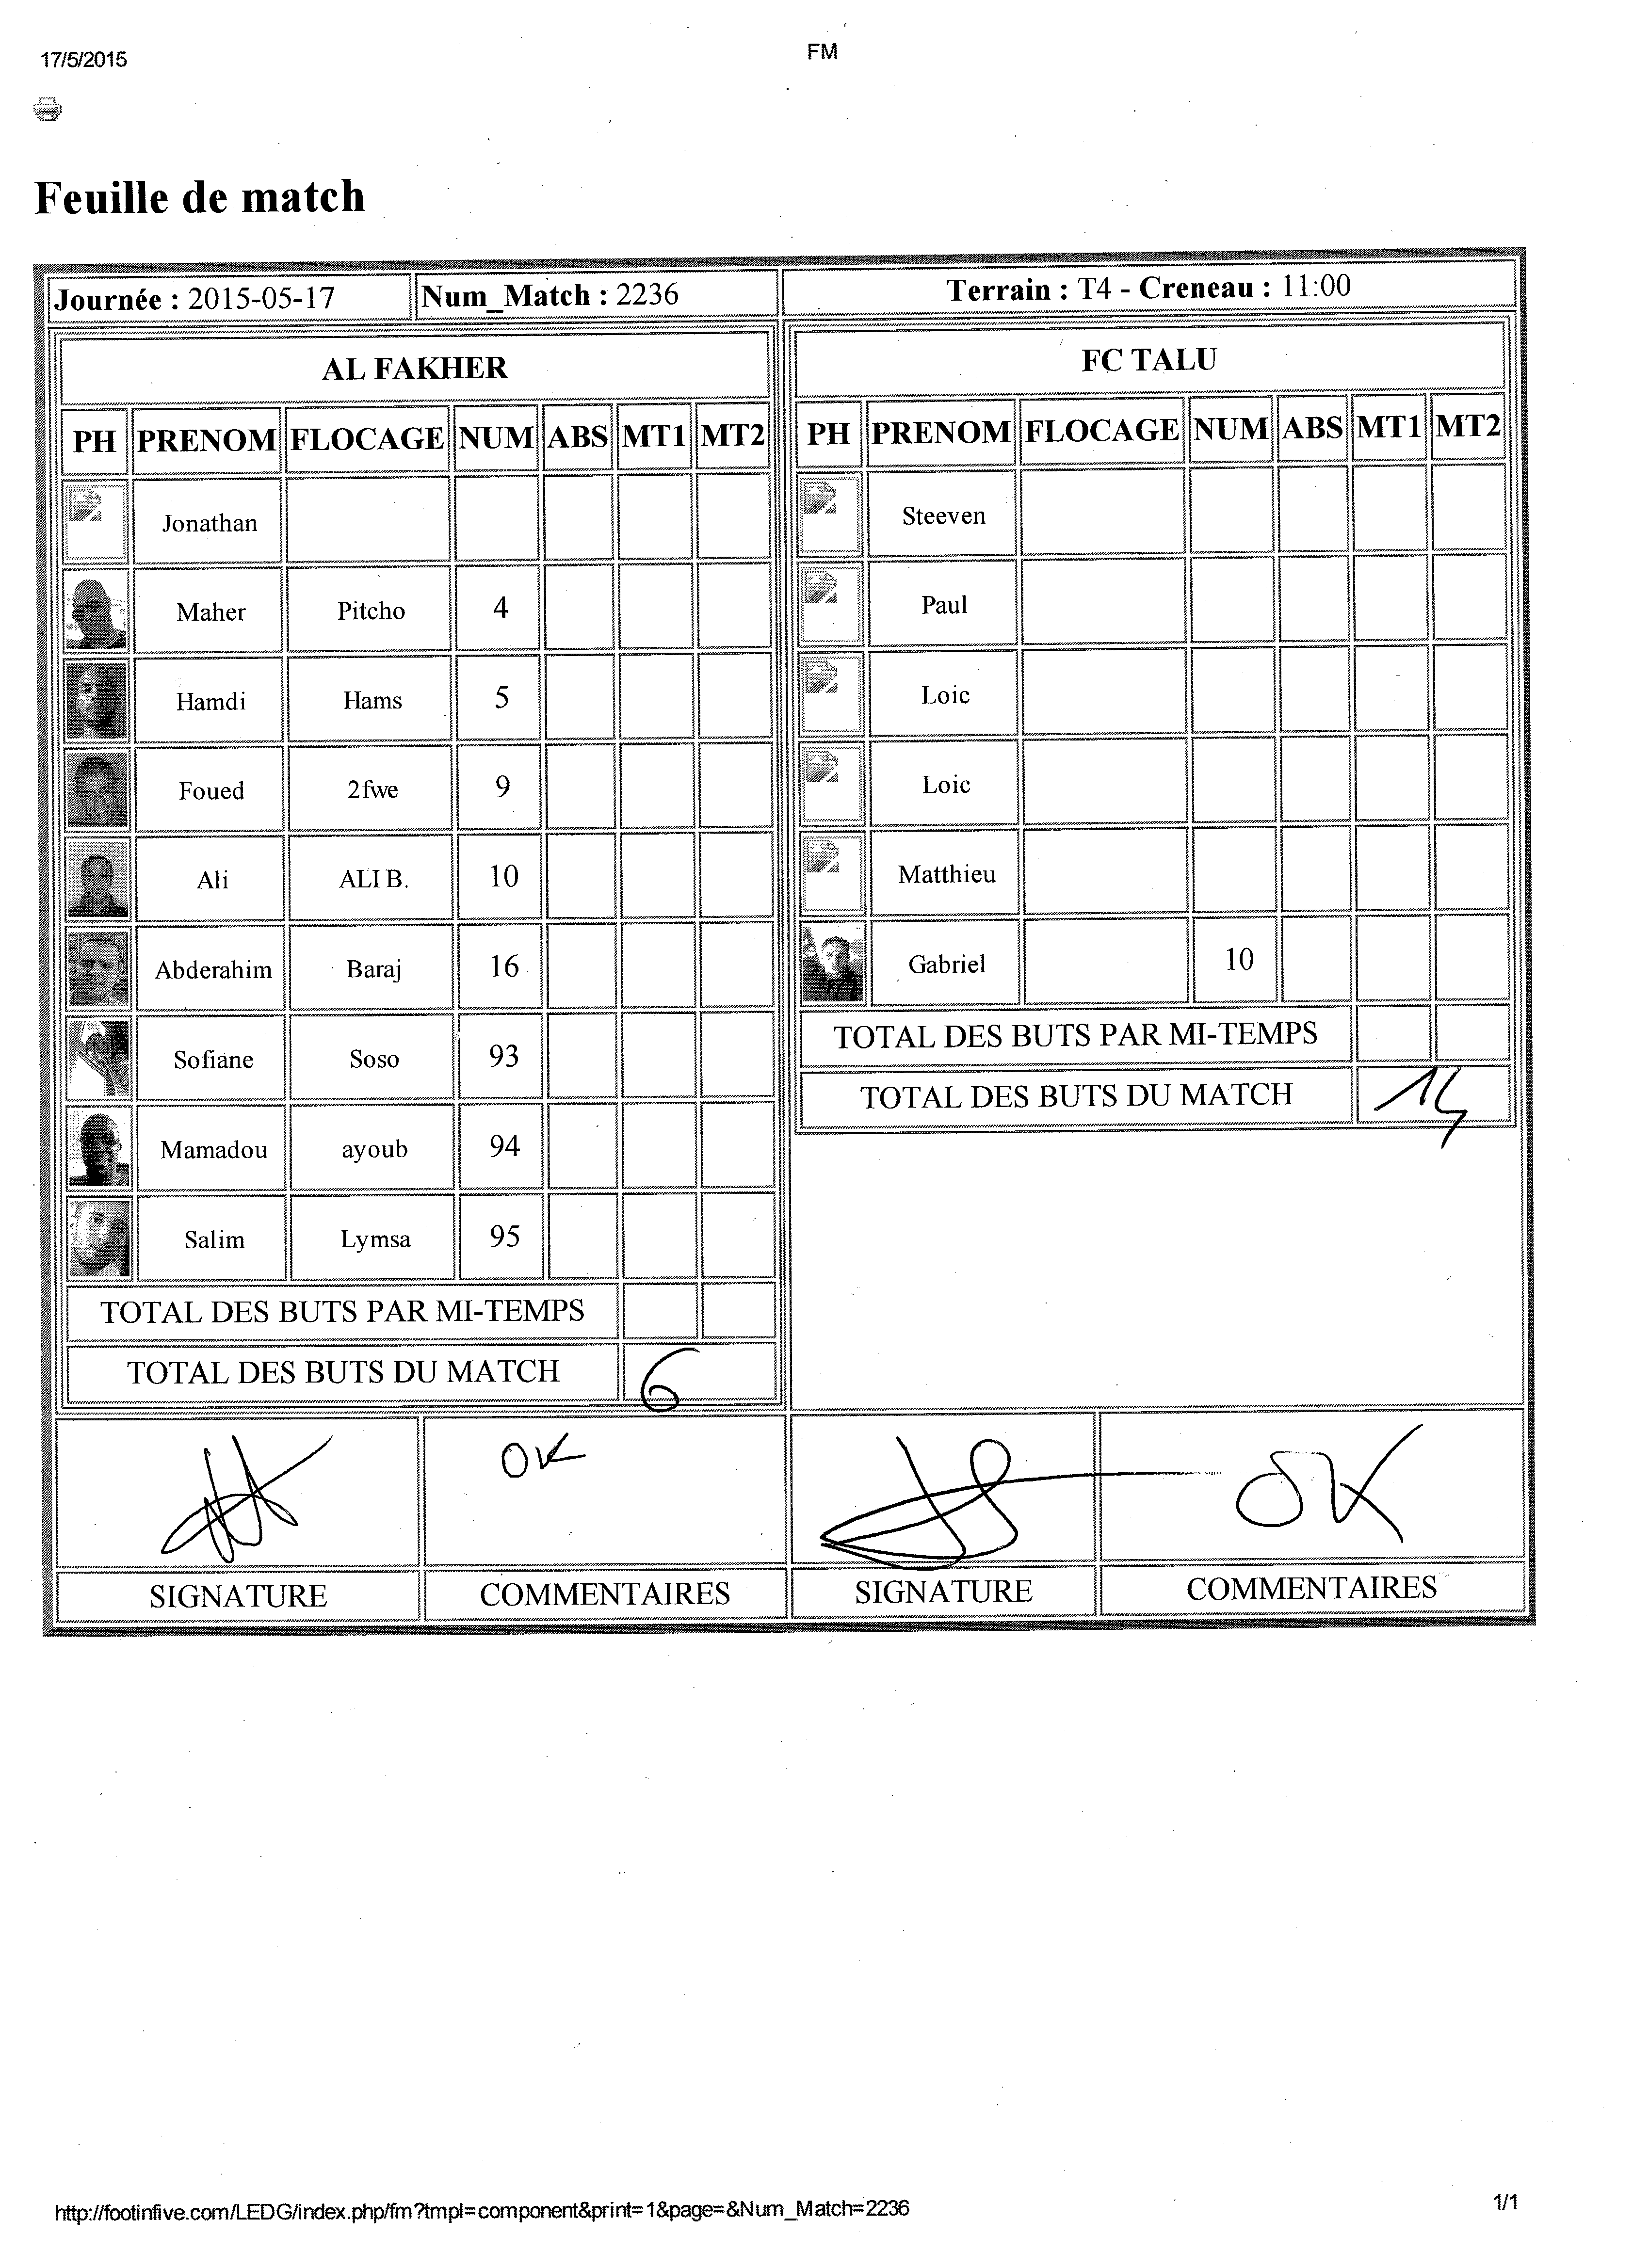 17/5/2015
FM
Feuille de match
Journée : 2015-05-17 Num_Match : 2236 Terrain : T4 - Creneau : 11:00
AL FAKHER
PH PRENOM FLOCAGE NUM ABS MT1 MT2
Jonathan
Maher Pitcho 4
Hamdi Hams 5
Foued 2fwe 9
Ali ALI B. 10
Abderahim Baraj 16
Sofiane Soso 93
Mamadou ayoub 94
Salim Lymsa 95
TOTAL DES BUTS PAR MI-TEMPS
TOTAL DES BUTS DU MATCH 6
OK
SIGNATURE COMMENTAIRES
FC TALU
PH PRENOM FLOCAGE NUM ABS MT1 MT2
Steeven
Paul
Loic
Loic
Matthieu
Gabriel 10
TOTAL DES BUTS PAR MI-TEMPS
TOTAL DES BUTS DU MATCH 14
OK
SIGNATURE COMMENTAIRES
http://footinfive.com/LEDG/index.php/fm?tmpl=component&print=1&page=&Num_Match=2236
1/1